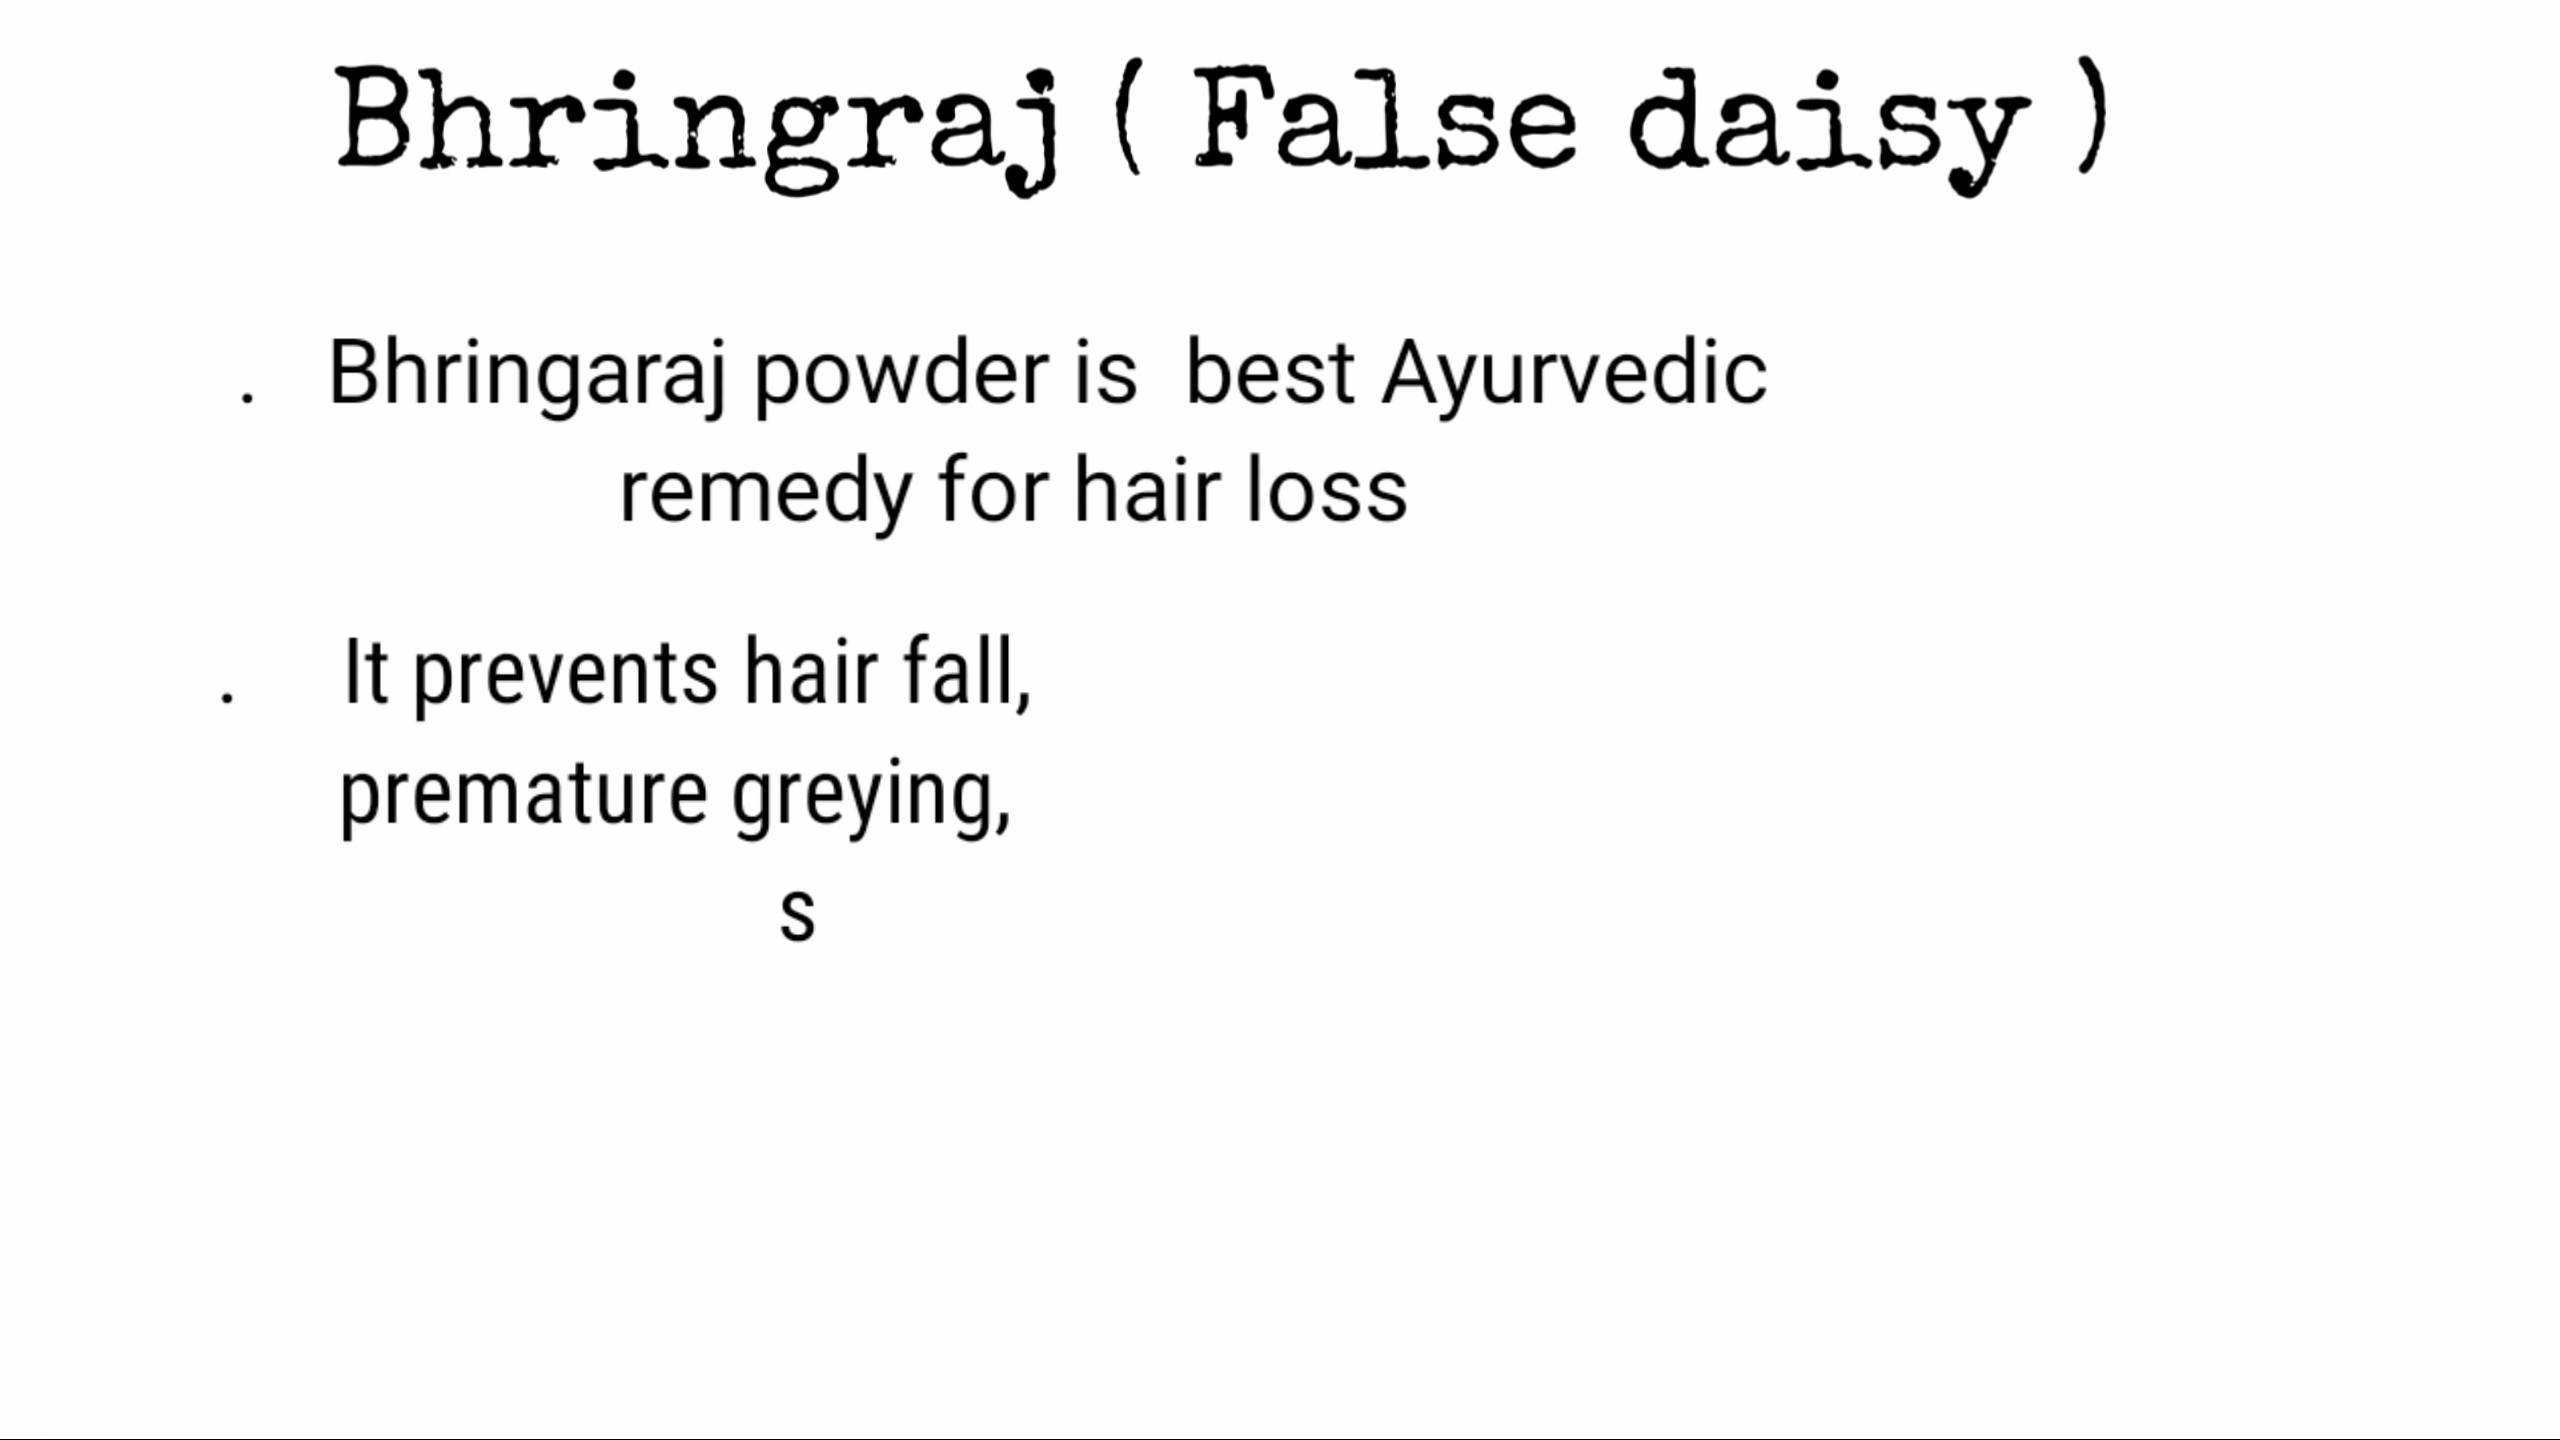 Bhringraj ( False daisy )
. Bhringaraj powder is best Ayurvedic
remedy for hair loss
. It prevents hair fall,
premature greying,
s